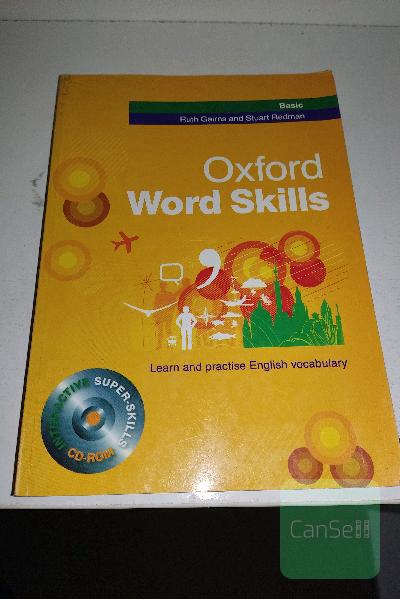 Basic
Ruth Gairns and Stuart Redman
Oxford
Word Skills
Learn and practise English vocabulary
INTERACTIVE SUPER-SKILLS
CD-ROM
CanSell